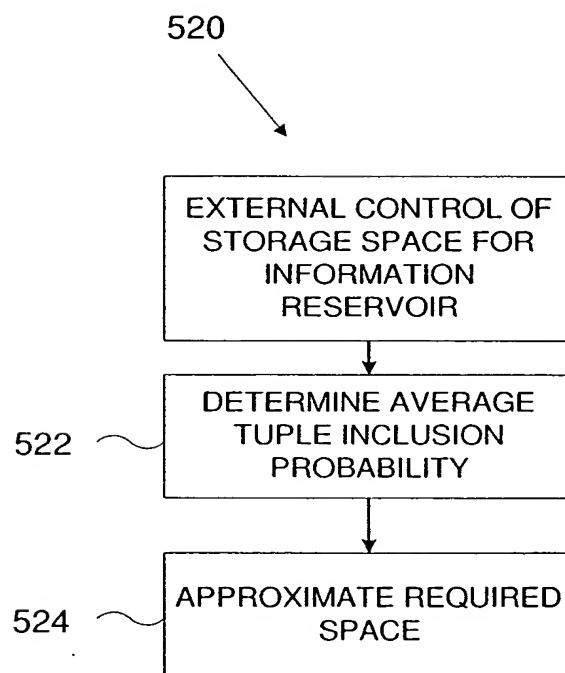 520
EXTERNAL CONTROL OF
STORAGE SPACE FOR
INFORMATION
RESERVOIR
522
DETERMINE AVERAGE
TUPLE INCLUSION
PROBABILITY
524
APPROXIMATE REQUIRED
SPACE